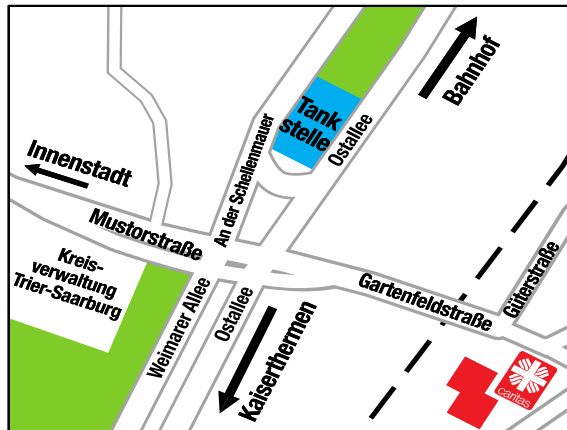 Bahnhof
Tank
stelle
Ostallee
An der Schellenmauer
Innenstadt
Mustorstraße
Kreis-
verwaltung
Trier-Saarburg
Weimarer Allee
Ostallee
Kaiserthermen
Gartenfeldstraße
Güterstraße
caritas